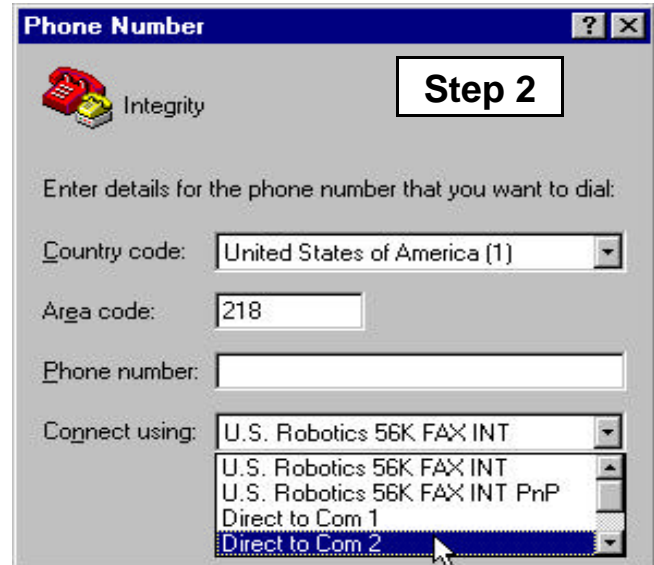 Phone Number
Step 2
Integrity
Enter details for the phone number that you want to dial:
Country code: United States of America (1)
Area code: 218
Phone number:
Connect using: U.S. Robotics 56K FAX INT
U.S. Robotics 56K FAX INT
U.S. Robotics 56K FAX INT PnP
Direct to Com 1
Direct to Com 2